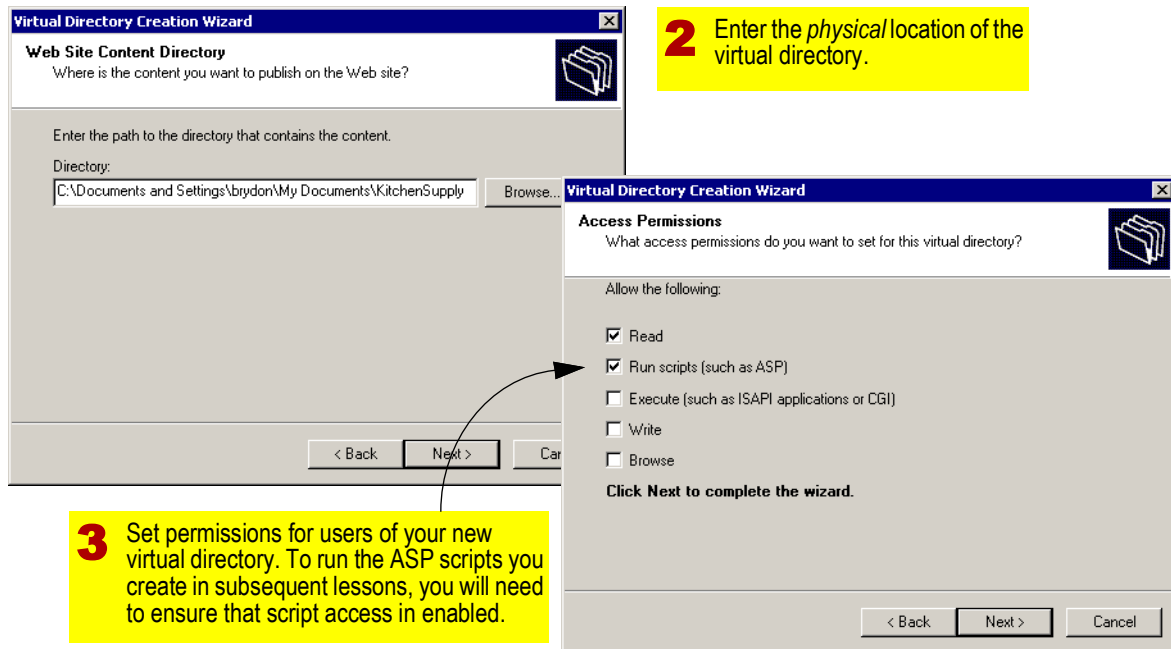 Virtual Directory Creation Wizard
Web Site Content Directory
Where is the content you want to publish on the Web site?
Enter the path to the directory that contains the content.
Directory:
C:\Documents and Settings\brydon\My Documents\KitchenSupply
Browse...
< Back
Next >
2
Enter the physical location of the
virtual directory.
Virtual Directory Creation Wizard
Access Permissions
What access permissions do you want to set for this virtual directory?
Allow the following:
Read
Run scripts (such as ASP)
Execute (such as ISAPI applications or CGI)
Write
Browse
Click Next to complete the wizard.
< Back
Next >
Cancel
3
Set permissions for users of your new
virtual directory. To run the ASP scripts you
create in subsequent lessons, you will need
to ensure that script access in enabled.